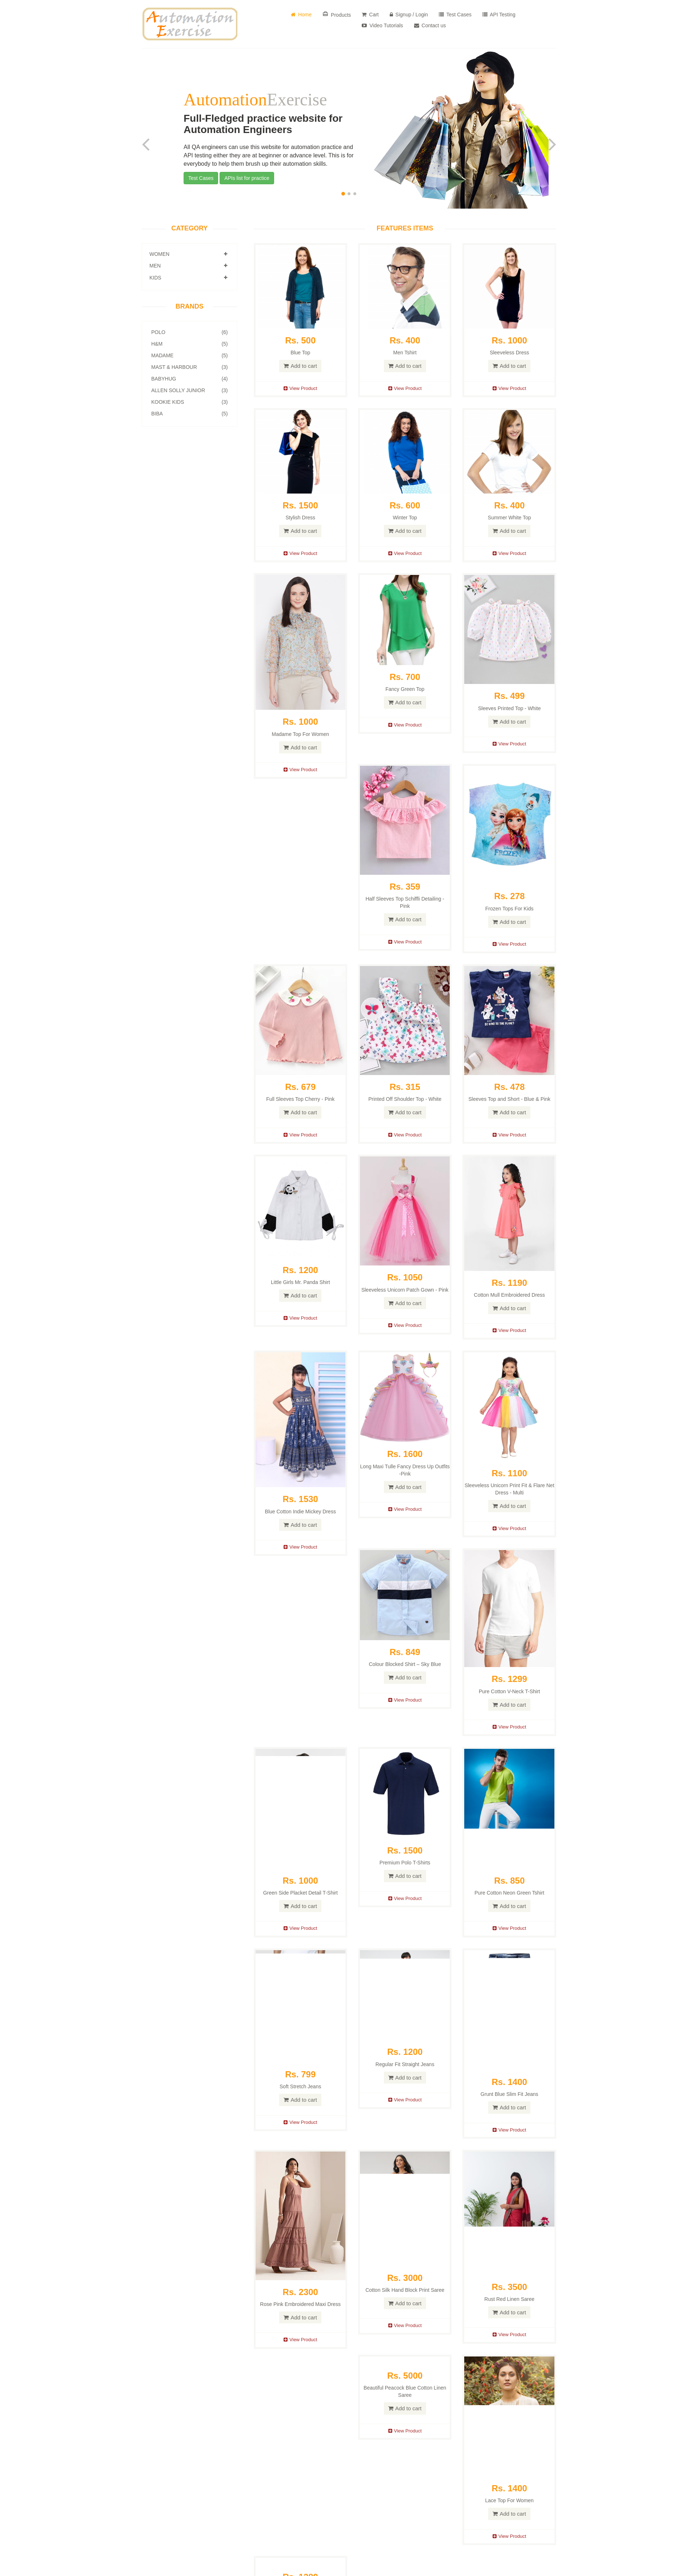 Automation
Exercise
Home
Products
Cart
Signup / Login
Test Cases
API Testing
Video Tutorials
Contact us
AutomationExercise
Full-Fledged practice website for
Automation Engineers
All QA engineers can use this website for automation practice and
API testing either they are at beginner or advance level. This is for
everybody to help them brush up their automation skills.
Test Cases
APIs list for practice
CATEGORY
WOMEN
MEN
KIDS
BRANDS
POLO (6)
H&M (5)
MADAME (5)
MAST & HARBOUR (3)
BABYHUG (4)
ALLEN SOLLY JUNIOR (3)
KOOKIE KIDS (3)
BIBA (5)
FEATURES ITEMS
Rs. 500
Blue Top
Add to cart
View Product
Rs. 400
Men Tshirt
Add to cart
View Product
Rs. 1000
Sleeveless Dress
Add to cart
View Product
Rs. 1500
Stylish Dress
Add to cart
View Product
Rs. 600
Winter Top
Add to cart
View Product
Rs. 400
Summer White Top
Add to cart
View Product
Rs. 1000
Madame Top For Women
Add to cart
View Product
Rs. 700
Fancy Green Top
Add to cart
View Product
Rs. 499
Sleeves Printed Top - White
Add to cart
View Product
Rs. 359
Half Sleeves Top Schiffli Detailing -
Pink
Add to cart
View Product
FROZEN
Rs. 278
Frozen Tops For Kids
Add to cart
View Product
Rs. 679
Full Sleeves Top Cherry - Pink
Add to cart
View Product
Rs. 315
Printed Off Shoulder Top - White
Add to cart
View Product
Rs. 478
Sleeves Top and Short - Blue & Pink
Add to cart
View Product
Rs. 1200
Little Girls Mr. Panda Shirt
Add to cart
View Product
Rs. 1050
Sleeveless Unicorn Patch Gown - Pink
Add to cart
View Product
Rs. 1190
Cotton Mull Embroidered Dress
Add to cart
View Product
Rs. 1530
Blue Cotton Indie Mickey Dress
Add to cart
View Product
Rs. 1600
Long Maxi Tulle Fancy Dress Up Outfits
-Pink
Add to cart
View Product
Rs. 1100
Sleeveless Unicorn Print Fit & Flare Net
Dress - Multi
Add to cart
View Product
Rs. 849
Colour Blocked Shirt – Sky Blue
Add to cart
View Product
Rs. 1299
Pure Cotton V-Neck T-Shirt
Add to cart
View Product
Rs. 1000
Green Side Placket Detail T-Shirt
Add to cart
View Product
Rs. 1500
Premium Polo T-Shirts
Add to cart
View Product
Rs. 850
Pure Cotton Neon Green Tshirt
Add to cart
View Product
Rs. 799
Soft Stretch Jeans
Add to cart
View Product
Rs. 1200
Regular Fit Straight Jeans
Add to cart
View Product
Rs. 1400
Grunt Blue Slim Fit Jeans
Add to cart
View Product
Rs. 2300
Rose Pink Embroidered Maxi Dress
Add to cart
View Product
Rs. 3000
Cotton Silk Hand Block Print Saree
Add to cart
View Product
Rs. 3500
Rust Red Linen Saree
Add to cart
View Product
Rs. 5000
Beautiful Peacock Blue Cotton Linen
Saree
Add to cart
View Product
Rs. 1400
Lace Top For Women
Add to cart
View Product